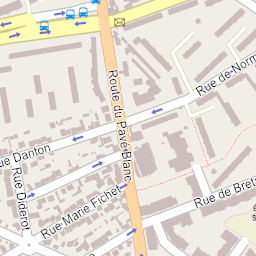 Route du Pavé Blanc
Rue de Norm
Rue Danton
Rue Diderot
Rue Marie Fichet
Rue de Bret